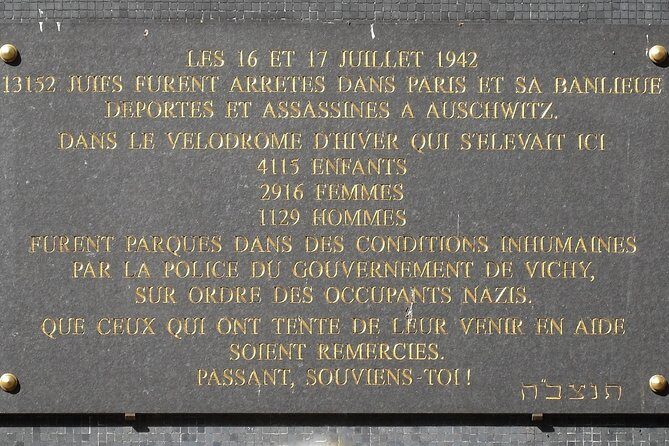 LES 16 ET 17 JUILLET 1942
13152 JUIFS FURENT ARRETES DANS PARIS ET SA BANLIEUE
DEPORTES ET ASSASSINES A AUSCHWITZ.
DANS LE VELODROME D'HIVER QUI S'ELEVAIT ICI
4115 ENFANTS
2916 FEMMES
1129 HOMMES
FURENT PARQUES DANS DES CONDITIONS INHUMAINES
PAR LA POLICE DU GOUVERNEMENT DE VICHY,
SUR ORDRE DES OCCUPANTS NAZIS.
QUE CEUX QUI ONT TENTE DE LEUR VENIR EN AIDE
SOIENT REMERCIES.
PASSANT, SOUVIENS-TOI !
תנצב״ה